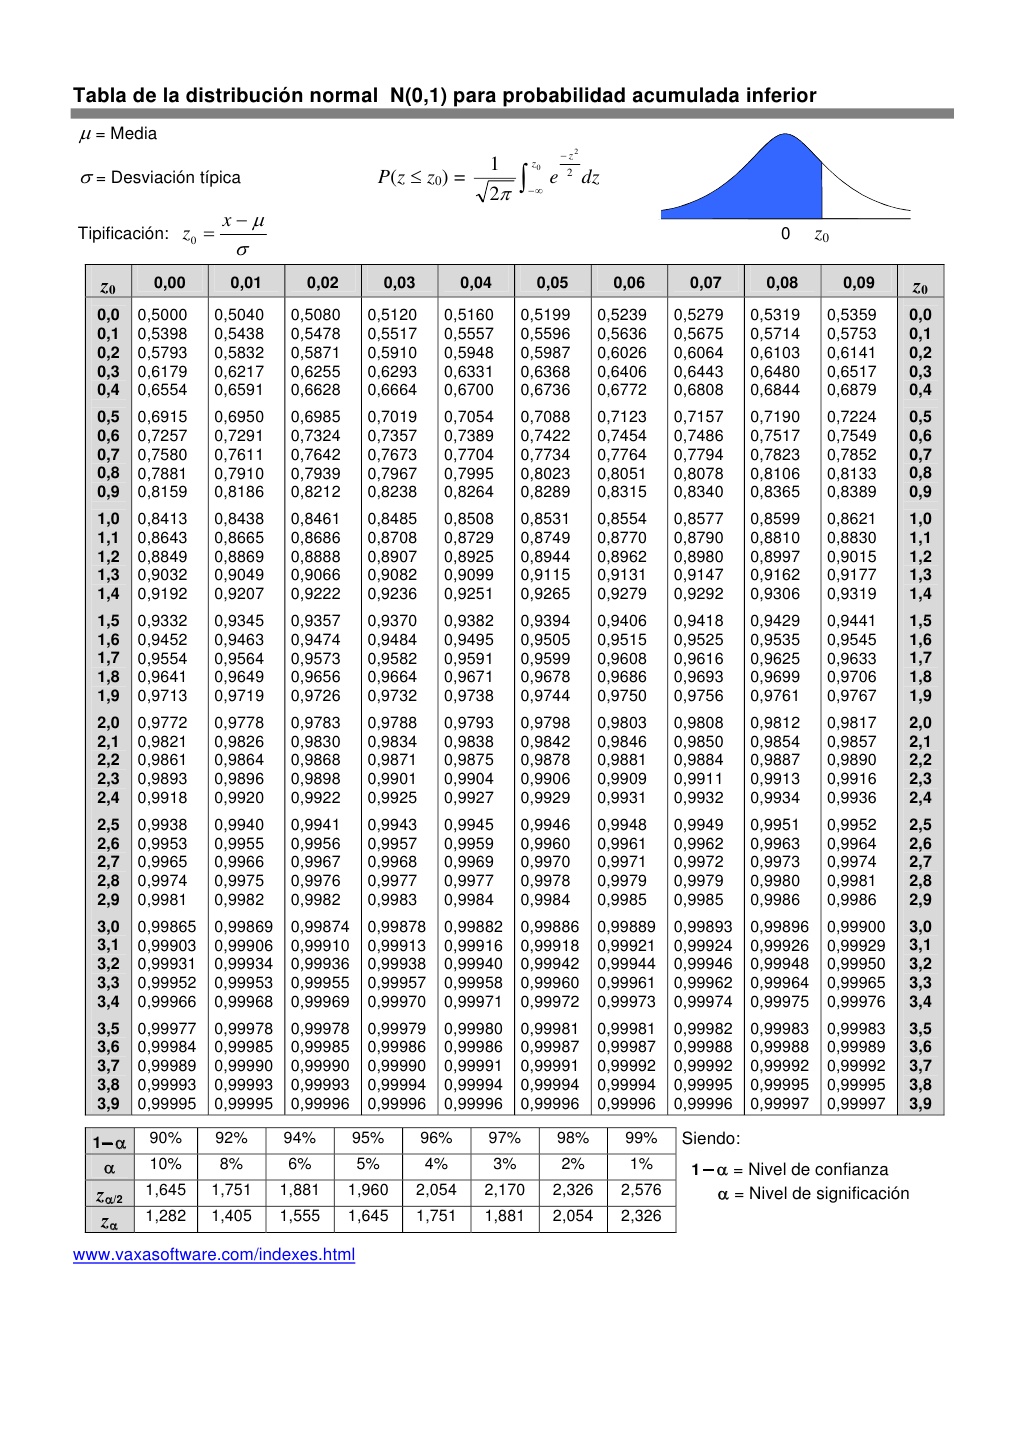 Tabla de la distribución normal N(0,1) para probabilidad acumulada inferior
μ = Media
σ = Desviación típica
P(z ≤ z0) = 1/√2π ∫_{-∞}^{z0} e^{-z²/2} dz
Tipificación: z0 = (x − μ)/σ
0 z0
z0 0,00 0,01 0,02 0,03 0,04 0,05 0,06 0,07 0,08 0,09 z0
0,0 0,5000 0,5040 0,5080 0,5120 0,5160 0,5199 0,5239 0,5279 0,5319 0,5359 0,0
0,1 0,5398 0,5438 0,5478 0,5517 0,5557 0,5596 0,5636 0,5675 0,5714 0,5753 0,1
0,2 0,5793 0,5832 0,5871 0,5910 0,5948 0,5987 0,6026 0,6064 0,6103 0,6141 0,2
0,3 0,6179 0,6217 0,6255 0,6293 0,6331 0,6368 0,6406 0,6443 0,6480 0,6517 0,3
0,4 0,6554 0,6591 0,6628 0,6664 0,6700 0,6736 0,6772 0,6808 0,6844 0,6879 0,4
0,5 0,6915 0,6950 0,6985 0,7019 0,7054 0,7088 0,7123 0,7157 0,7190 0,7224 0,5
0,6 0,7257 0,7291 0,7324 0,7357 0,7389 0,7422 0,7454 0,7486 0,7517 0,7549 0,6
0,7 0,7580 0,7611 0,7642 0,7673 0,7704 0,7734 0,7764 0,7794 0,7823 0,7852 0,7
0,8 0,7881 0,7910 0,7939 0,7967 0,7995 0,8023 0,8051 0,8078 0,8106 0,8133 0,8
0,9 0,8159 0,8186 0,8212 0,8238 0,8264 0,8289 0,8315 0,8340 0,8365 0,8389 0,9
1,0 0,8413 0,8438 0,8461 0,8485 0,8508 0,8531 0,8554 0,8577 0,8599 0,8621 1,0
1,1 0,8643 0,8665 0,8686 0,8708 0,8729 0,8749 0,8770 0,8790 0,8810 0,8830 1,1
1,2 0,8849 0,8869 0,8888 0,8907 0,8925 0,8944 0,8962 0,8980 0,8997 0,9015 1,2
1,3 0,9032 0,9049 0,9066 0,9082 0,9099 0,9115 0,9131 0,9147 0,9162 0,9177 1,3
1,4 0,9192 0,9207 0,9222 0,9236 0,9251 0,9265 0,9279 0,9292 0,9306 0,9319 1,4
1,5 0,9332 0,9345 0,9357 0,9370 0,9382 0,9394 0,9406 0,9418 0,9429 0,9441 1,5
1,6 0,9452 0,9463 0,9474 0,9484 0,9495 0,9505 0,9515 0,9525 0,9535 0,9545 1,6
1,7 0,9554 0,9564 0,9573 0,9582 0,9591 0,9599 0,9608 0,9616 0,9625 0,9633 1,7
1,8 0,9641 0,9649 0,9656 0,9664 0,9671 0,9678 0,9686 0,9693 0,9699 0,9706 1,8
1,9 0,9713 0,9719 0,9726 0,9732 0,9738 0,9744 0,9750 0,9756 0,9761 0,9767 1,9
2,0 0,9772 0,9778 0,9783 0,9788 0,9793 0,9798 0,9803 0,9808 0,9812 0,9817 2,0
2,1 0,9821 0,9826 0,9830 0,9834 0,9838 0,9842 0,9846 0,9850 0,9854 0,9857 2,1
2,2 0,9861 0,9864 0,9868 0,9871 0,9875 0,9878 0,9881 0,9884 0,9887 0,9890 2,2
2,3 0,9893 0,9896 0,9898 0,9901 0,9904 0,9906 0,9909 0,9911 0,9913 0,9916 2,3
2,4 0,9918 0,9920 0,9922 0,9925 0,9927 0,9929 0,9931 0,9932 0,9934 0,9936 2,4
2,5 0,9938 0,9940 0,9941 0,9943 0,9945 0,9946 0,9948 0,9949 0,9951 0,9952 2,5
2,6 0,9953 0,9955 0,9956 0,9957 0,9959 0,9960 0,9961 0,9962 0,9963 0,9964 2,6
2,7 0,9965 0,9966 0,9967 0,9968 0,9969 0,9970 0,9971 0,9972 0,9973 0,9974 2,7
2,8 0,9974 0,9975 0,9976 0,9977 0,9977 0,9978 0,9979 0,9979 0,9980 0,9981 2,8
2,9 0,9981 0,9982 0,9982 0,9983 0,9984 0,9984 0,9985 0,9985 0,9986 0,9986 2,9
3,0 0,99865 0,99869 0,99874 0,99878 0,99882 0,99886 0,99889 0,99893 0,99896 0,99900 3,0
3,1 0,99903 0,99906 0,99910 0,99913 0,99916 0,99918 0,99921 0,99924 0,99926 0,99929 3,1
3,2 0,99931 0,99934 0,99936 0,99938 0,99940 0,99942 0,99944 0,99946 0,99948 0,99950 3,2
3,3 0,99952 0,99953 0,99955 0,99957 0,99958 0,99960 0,99961 0,99962 0,99964 0,99965 3,3
3,4 0,99966 0,99968 0,99969 0,99970 0,99971 0,99972 0,99973 0,99974 0,99975 0,99976 3,4
3,5 0,99977 0,99978 0,99978 0,99979 0,99980 0,99981 0,99981 0,99982 0,99983 0,99983 3,5
3,6 0,99984 0,99985 0,99985 0,99986 0,99986 0,99987 0,99987 0,99988 0,99988 0,99989 3,6
3,7 0,99989 0,99990 0,99990 0,99990 0,99991 0,99991 0,99992 0,99992 0,99992 0,99992 3,7
3,8 0,99993 0,99993 0,99993 0,99994 0,99994 0,99994 0,99994 0,99995 0,99995 0,99995 3,8
3,9 0,99995 0,99995 0,99996 0,99996 0,99996 0,99996 0,99996 0,99996 0,99997 0,99997 3,9
1−α 90% 92% 94% 95% 96% 97% 98% 99%
α 10% 8% 6% 5% 4% 3% 2% 1%
zα/2 1,645 1,751 1,881 1,960 2,054 2,170 2,326 2,576
zα 1,282 1,405 1,555 1,645 1,751 1,881 2,054 2,326
Siendo:
1−α = Nivel de confianza
α = Nivel de significación
www.vaxasoftware.com/indexes.html